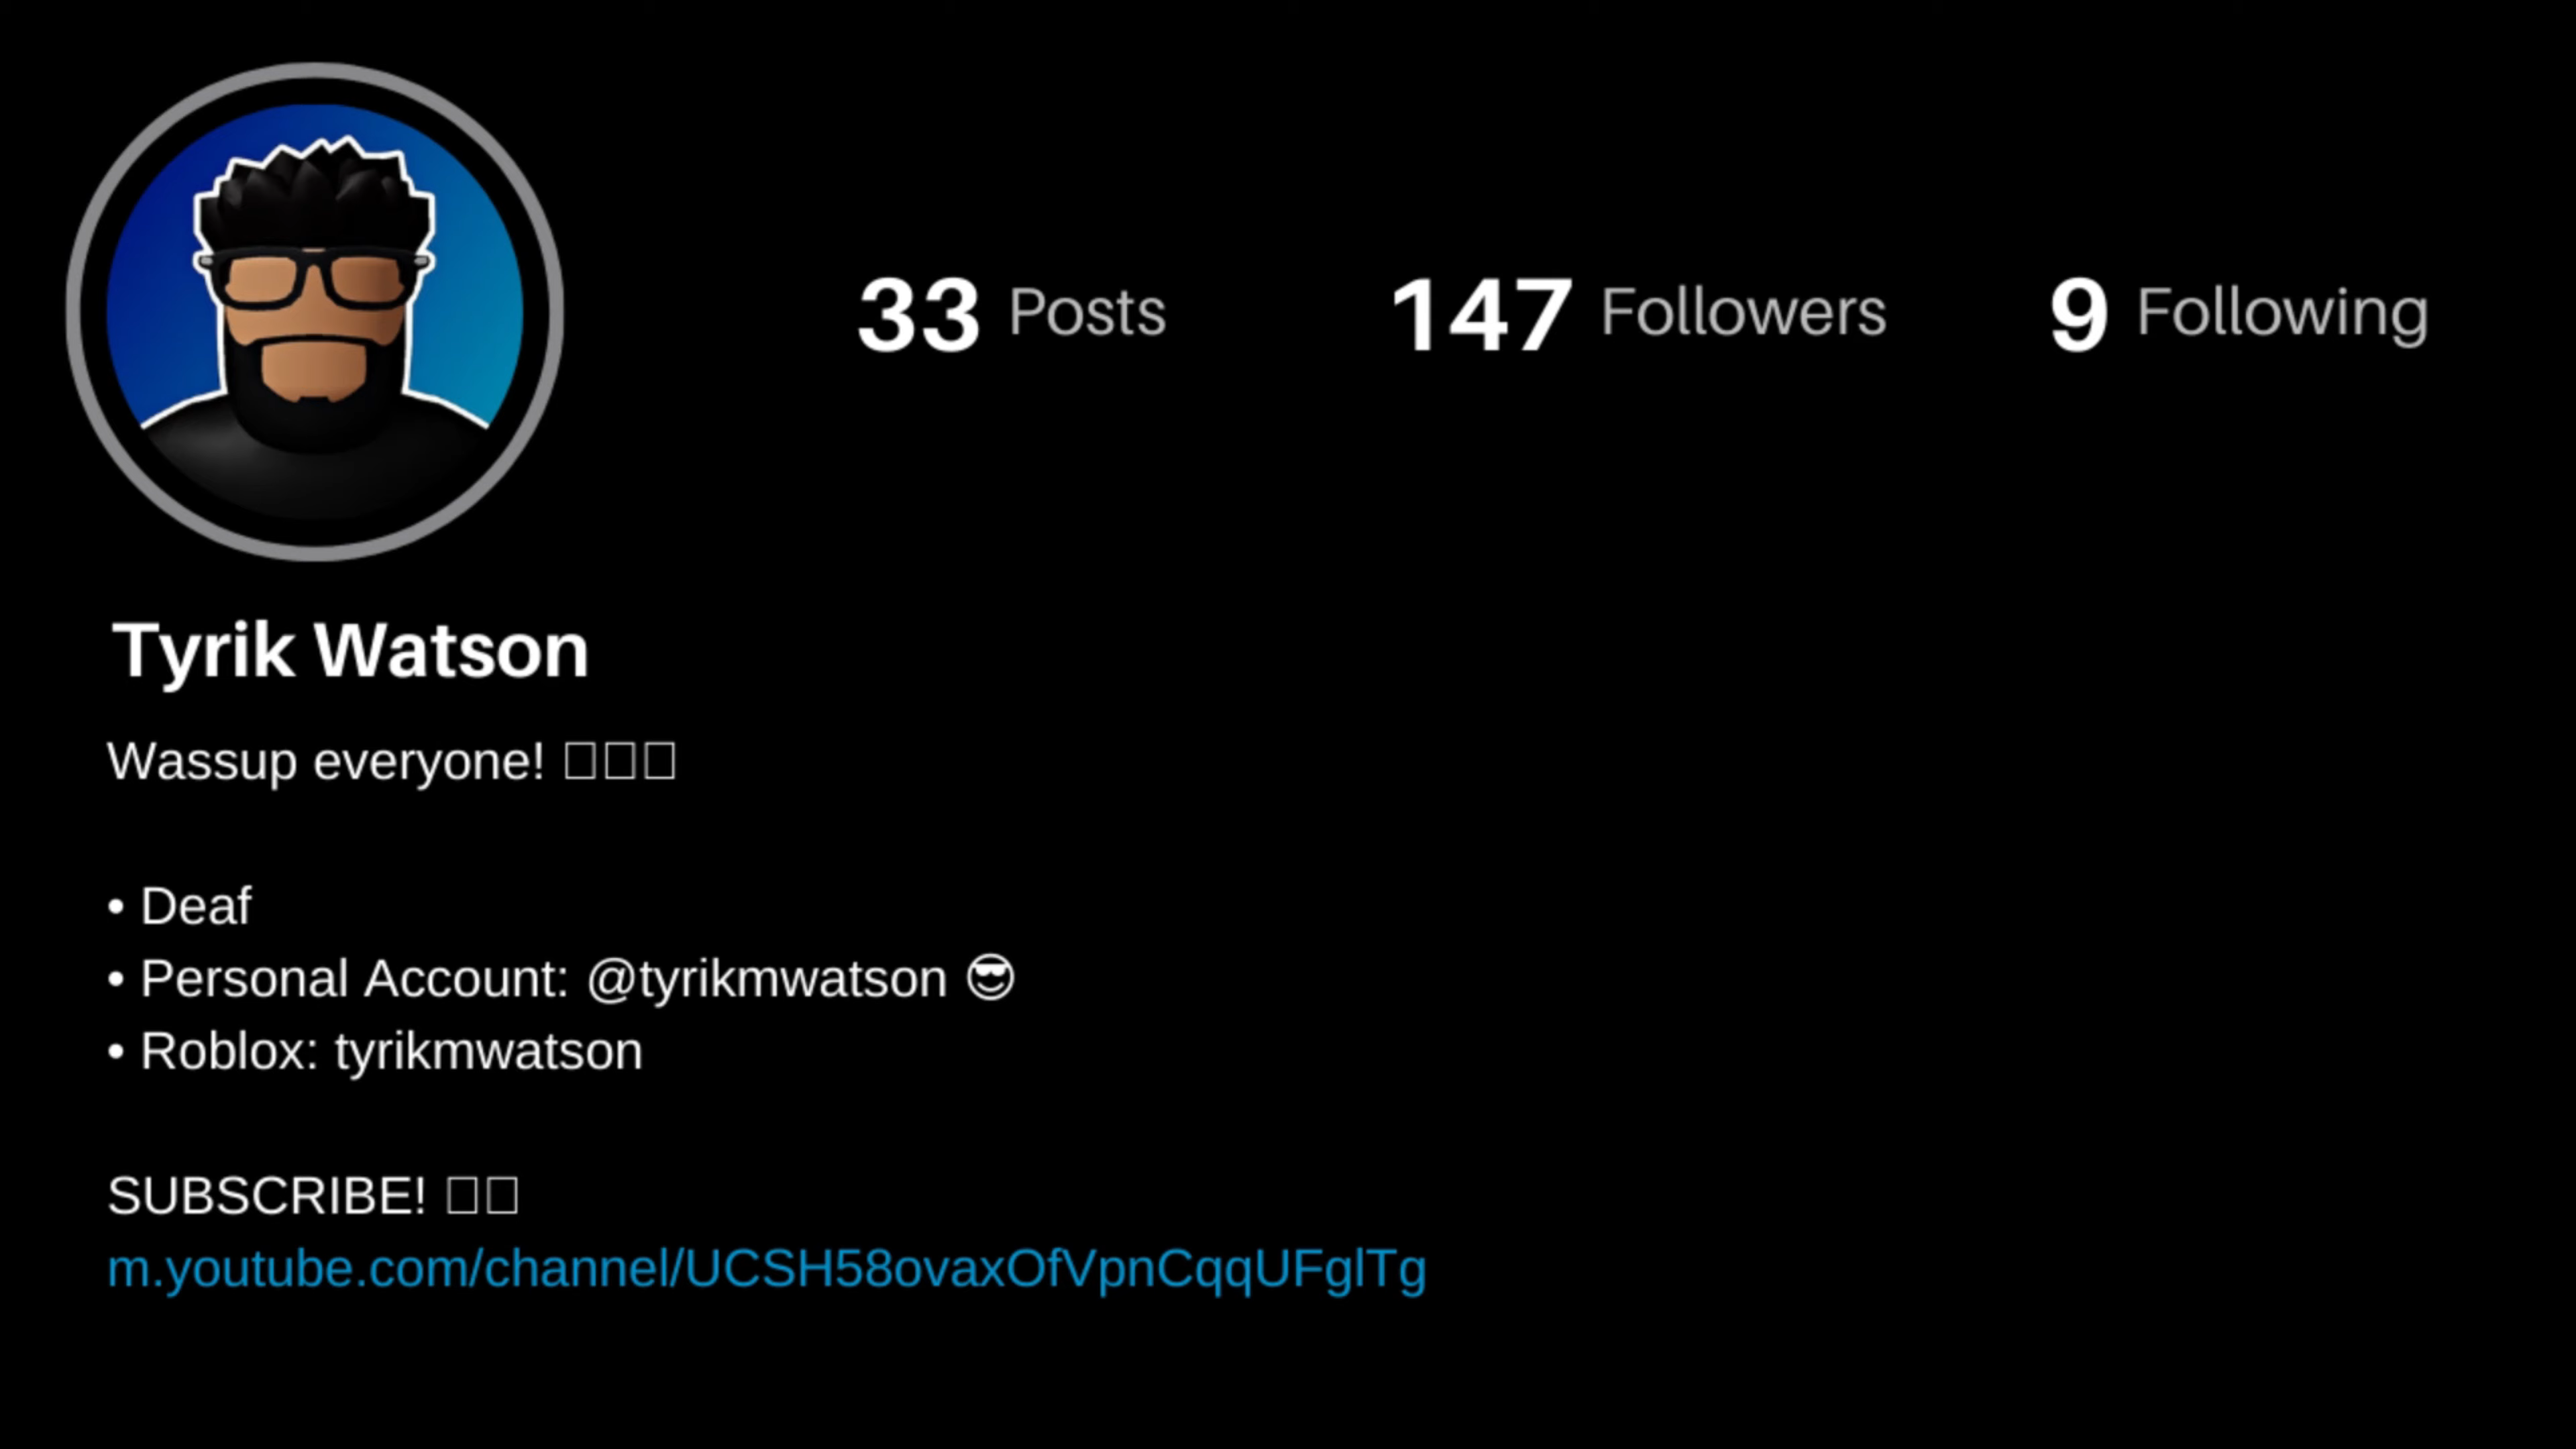 33 Posts 147 Followers 9 Following
Tyrik Watson
Wassup everyone! □□□
• Deaf
• Personal Account: @tyrikmwatson 😎
• Roblox: tyrikmwatson
SUBSCRIBE! □□
m.youtube.com/channel/UCSH58ovaxOfVpnCqqUFglTg